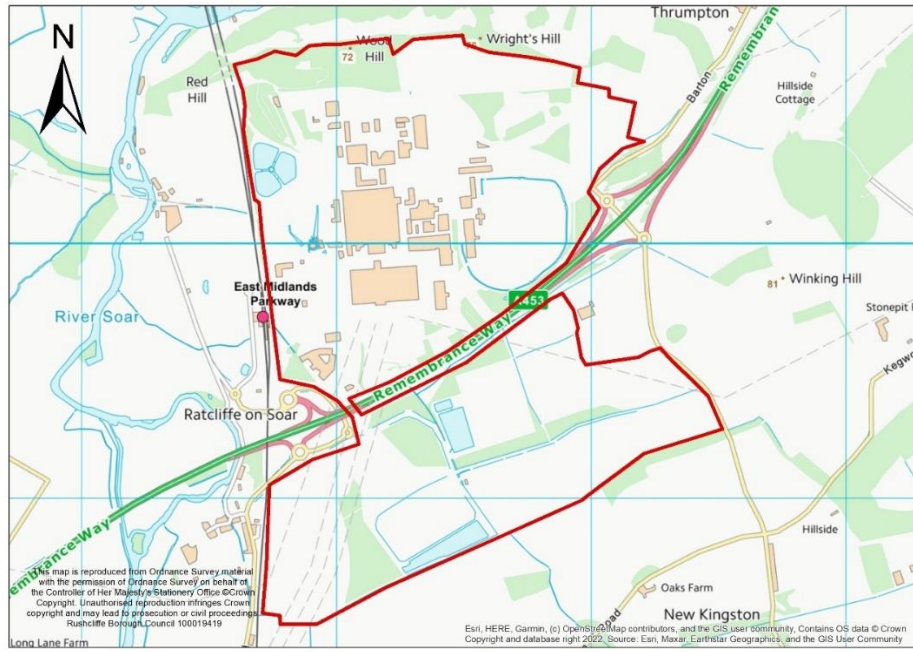 Thrumpton
N
Wood
Hill
72
Wright's Hill
Red
Hill
Barton
Remembran
Hillside
Cottage
East Midlands
Parkway
81
Winking Hill
A453
Stonepit
River Soar
Remembrance Way
Kegw
Ratcliffe on Soar
Hillside
Remembrance Way
This map is reproduced from Ordnance Survey material
with the permission of Ordnance Survey on behalf of
the Controller of Her Majesty's Stationery Office ©Crown
Copyright. Unauthorised reproduction infringes Crown
copyright and may lead to prosecution or civil proceedings
Rushcliffe Borough Council 100019419
Oaks Farm
New Kingston
Road
Long Lane Farm
Esri, HERE, Garmin, (c) OpenStreetMap contributors, and the GIS user community, Contains OS data © Crown
Copyright and database right 2022, Source: Esri, Maxar, Earthstar Geographics, and the GIS User Community